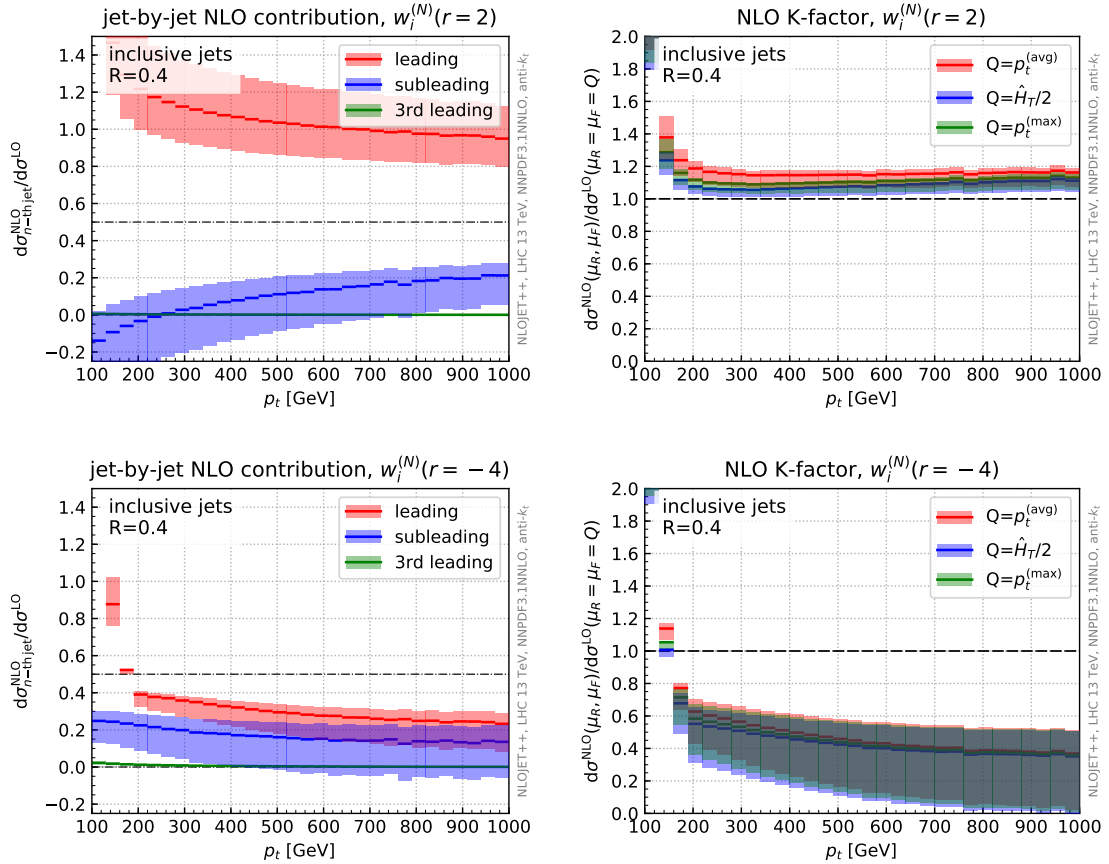 jet-by-jet NLO contribution, w_i^{(N)}(r = 2)
dσ^{NLO}_{n−th jet}/dσ^{LO}
1.4
1.2
1.0
0.8
0.6
0.4
0.2
0.0
−0.2
inclusive jets
R=0.4
leading
subleading
3rd leading
NLOJET++, LHC 13 TeV, NNPDF3.1NNLO, anti-k_t
100 200 300 400 500 600 700 800 900 1000
p_t [GeV]
NLO K-factor, w_i^{(N)}(r = 2)
dσ^{NLO}(μ_R, μ_F)/dσ^{LO}(μ_R = μ_F = Q)
2.0
1.8
1.6
1.4
1.2
1.0
0.8
0.6
0.4
0.2
0.0
inclusive jets
R=0.4
Q=p_t^{(avg)}
Q=Ĥ_T/2
Q=p_t^{(max)}
NLOJET++, LHC 13 TeV, NNPDF3.1NNLO, anti-k_t
100 200 300 400 500 600 700 800 900 1000
p_t [GeV]
jet-by-jet NLO contribution, w_i^{(N)}(r = −4)
dσ^{NLO}_{n−th jet}/dσ^{LO}
1.4
1.2
1.0
0.8
0.6
0.4
0.2
0.0
−0.2
inclusive jets
R=0.4
leading
subleading
3rd leading
NLOJET++, LHC 13 TeV, NNPDF3.1NNLO, anti-k_t
100 200 300 400 500 600 700 800 900 1000
p_t [GeV]
NLO K-factor, w_i^{(N)}(r = −4)
dσ^{NLO}(μ_R, μ_F)/dσ^{LO}(μ_R = μ_F = Q)
2.0
1.8
1.6
1.4
1.2
1.0
0.8
0.6
0.4
0.2
0.0
inclusive jets
R=0.4
Q=p_t^{(avg)}
Q=Ĥ_T/2
Q=p_t^{(max)}
NLOJET++, LHC 13 TeV, NNPDF3.1NNLO, anti-k_t
100 200 300 400 500 600 700 800 900 1000
p_t [GeV]